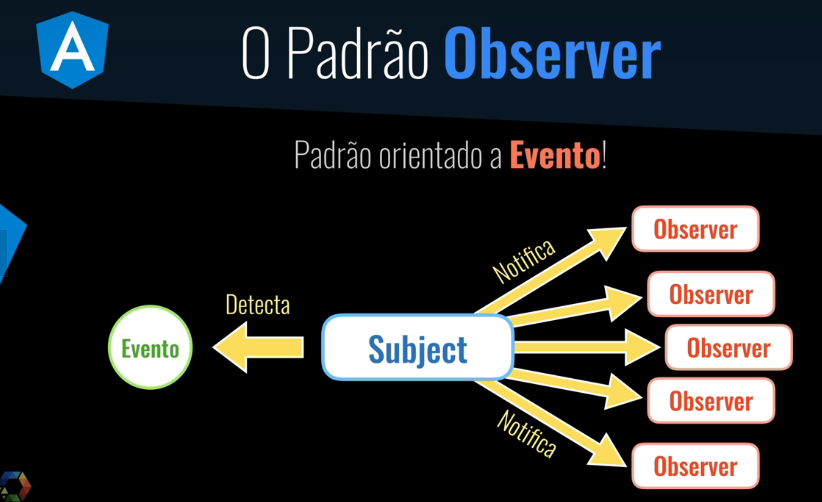 A
O Padrão Observer
Padrão orientado a Evento!
Detecta
Evento
Subject
Notifica
Notifica
Observer
Observer
Observer
Observer
Observer